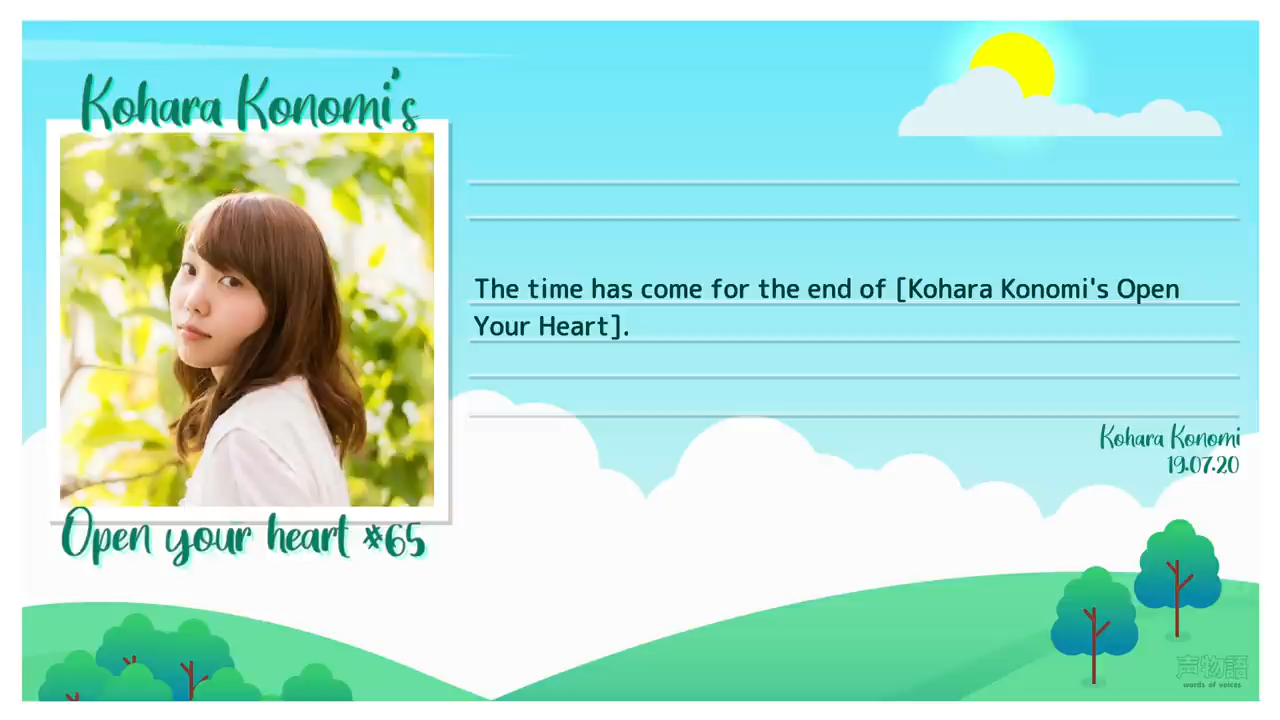 Kohara Konomi's
The time has come for the end of [Kohara Konomi's Open
Your Heart].
Kohara Konomi
19.07.20
Open your heart #65
声物語
words of voices